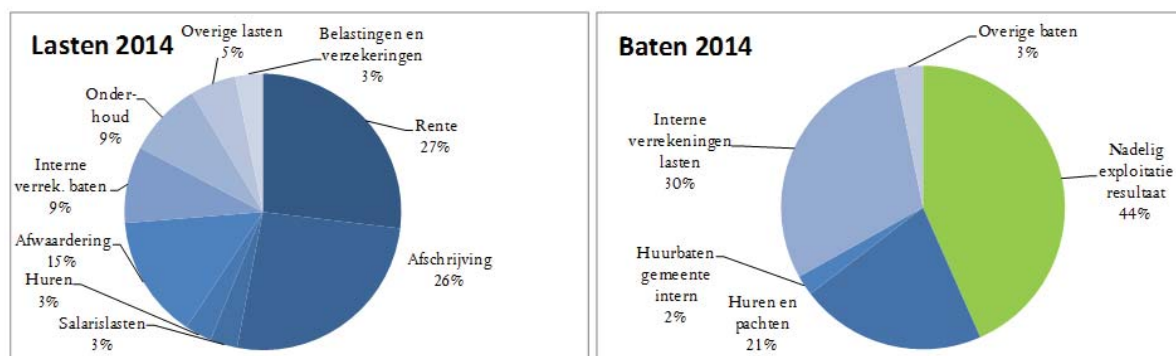 Lasten 2014
Overige lasten
5%
Belastingen en
verzekeringen
3%
Onder-
houd
9%
Rente
27%
Interne
verrek. baten
9%
Afwaardering
15%
Afschrijving
26%
Huren
3%
Salarislasten
3%
Baten 2014
Overige baten
3%
Interne
verrekeningen
lasten
30%
Nadelig
exploitatie
resultaat
44%
Huurbaten
gemeente
intern
2%
Huren en
pachten
21%